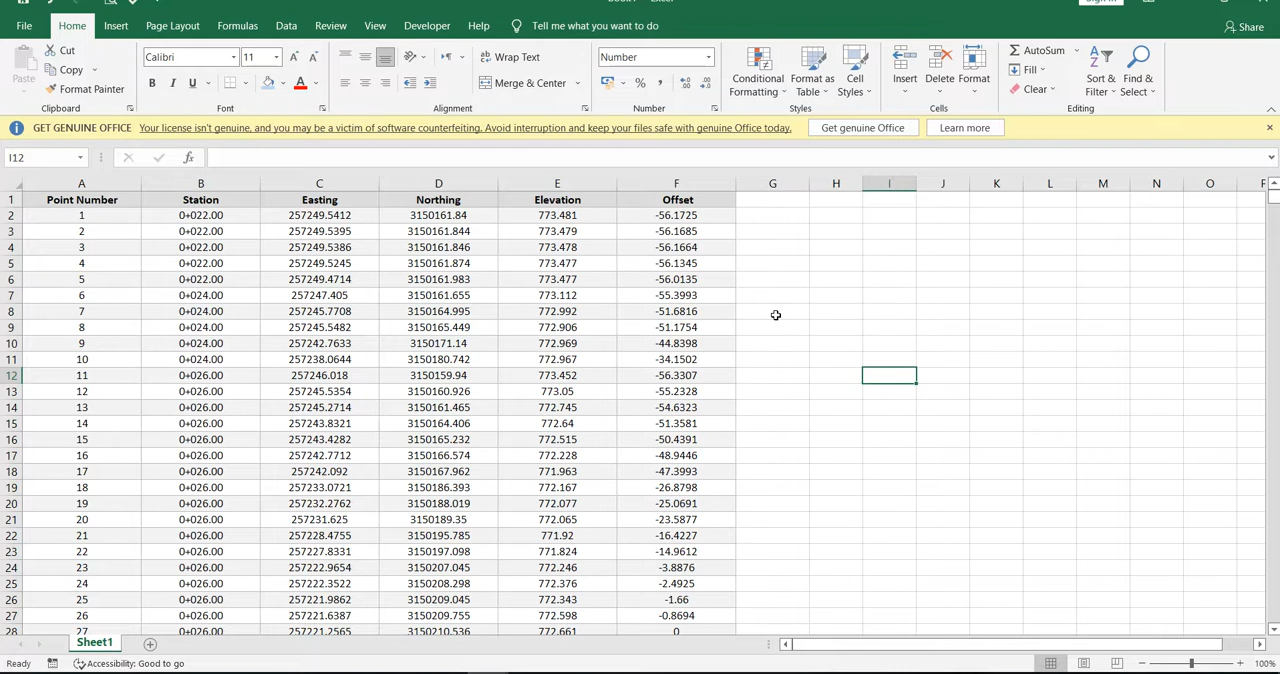 File Home Insert Page Layout Formulas Data Review View Developer Help Tell me what you want to do Share
Paste Cut Copy Format Painter Clipboard
Calibri 11 B I U A Font
Wrap Text Merge & Center Alignment
Number % Number
Conditional Formatting Format as Table Cell Styles Styles
Insert Delete Format Cells
AutoSum Fill Clear Sort & Filter Find & Select Editing
GET GENUINE OFFICE Your license isn't genuine, and you may be a victim of software counterfeiting. Avoid interruption and keep your files safe with genuine Office today. Get genuine Office Learn more
I12 fx
A B C D E F G H I J K L M N O
1 Point Number Station Easting Northing Elevation Offset
2 1 0+022.00 257249.5412 3150161.84 773.481 -56.1725
3 2 0+022.00 257249.5395 3150161.844 773.479 -56.1685
4 3 0+022.00 257249.5386 3150161.846 773.478 -56.1664
5 4 0+022.00 257249.5245 3150161.874 773.477 -56.1345
6 5 0+022.00 257249.4714 3150161.983 773.477 -56.0135
7 6 0+024.00 257247.405 3150161.655 773.112 -55.3993
8 7 0+024.00 257245.7708 3150164.995 772.992 -51.6816
9 8 0+024.00 257245.5482 3150165.449 772.906 -51.1754
10 9 0+024.00 257242.7633 3150171.14 772.969 -44.8398
11 10 0+024.00 257238.0644 3150180.742 772.967 -34.1502
12 11 0+026.00 257246.018 3150159.94 773.452 -56.3307
13 12 0+026.00 257245.5354 3150160.926 773.05 -55.2328
14 13 0+026.00 257245.2714 3150161.465 772.745 -54.6323
15 14 0+026.00 257243.8321 3150164.406 772.64 -51.3581
16 15 0+026.00 257243.4282 3150165.232 772.515 -50.4391
17 16 0+026.00 257242.7712 3150166.574 772.228 -48.9446
18 17 0+026.00 257242.092 3150167.962 771.963 -47.3993
19 18 0+026.00 257233.0721 3150186.393 772.167 -26.8798
20 19 0+026.00 257232.2762 3150188.019 772.077 -25.0691
21 20 0+026.00 257231.625 3150189.35 772.065 -23.5877
22 21 0+026.00 257228.4755 3150195.785 771.92 -16.4227
23 22 0+026.00 257227.8331 3150197.098 771.824 -14.9612
24 23 0+026.00 257222.9654 3150207.045 772.246 -3.8876
25 24 0+026.00 257222.3522 3150208.298 772.376 -2.4925
26 25 0+026.00 257221.9862 3150209.045 772.343 -1.66
27 26 0+026.00 257221.6387 3150209.755 772.598 -0.8694
28 27 0+026.00 257221.2565 3150210.536 772.661 0
Sheet1
Ready Accessibility: Good to go 100%